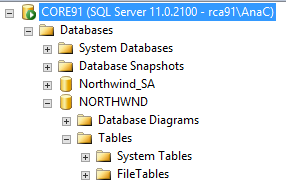 CORE91 (SQL Server 11.0.2100 - rca91\AnaC)
Databases
System Databases
Database Snapshots
Northwind_SA
NORTHWND
Database Diagrams
Tables
System Tables
FileTables